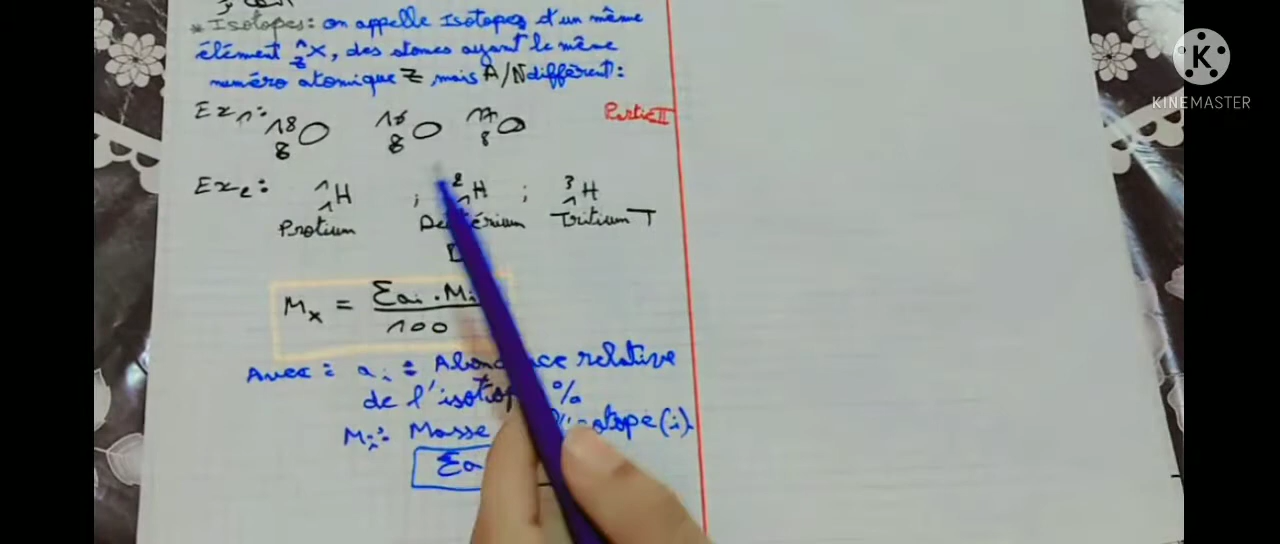 * Isotopes: on appelle Isotopes d'un même
élément ᴬ_Z X, des atomes ayant le même
numéro atomique Z mais A/N différent:
Ex1: ¹⁸₈O ¹⁶₈O ¹⁷₈O
Partie II
Ex2: ¹₁H ; ²₁H ; ³₁H
Protium Tritium T
Mx = Σai . Mi / 100
Avec: ai = Abondance relative
de l'isotope %
Mi: Masse l'isotope (i).
Σa
K
KINEMASTER